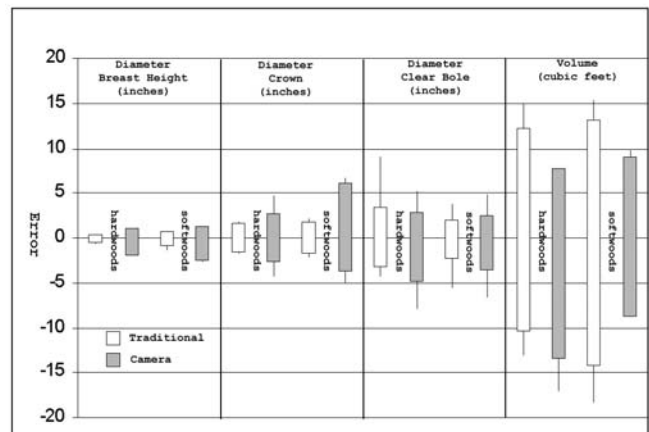 20
15
10
5
0
-5
-10
-15
-20
Error
Diameter
Breast Height
(inches)
Diameter
Crown
(inches)
Diameter
Clear Bole
(inches)
Volume
(cubic feet)
hardwoods
softwoods
hardwoods
softwoods
hardwoods
softwoods
hardwoods
softwoods
Traditional
Camera